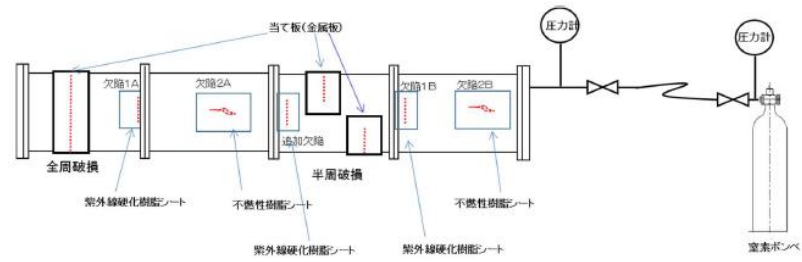 当て板(金属板)
圧力計
圧力計
欠陥1A
欠陥2A
欠陥1B
欠陥2B
追加欠陥
全周破損
半周破損
紫外線硬化樹脂シート
不燃性樹脂シート
不燃性樹脂シート
紫外線硬化樹脂シート
紫外線硬化樹脂シート
窒素ボンベ